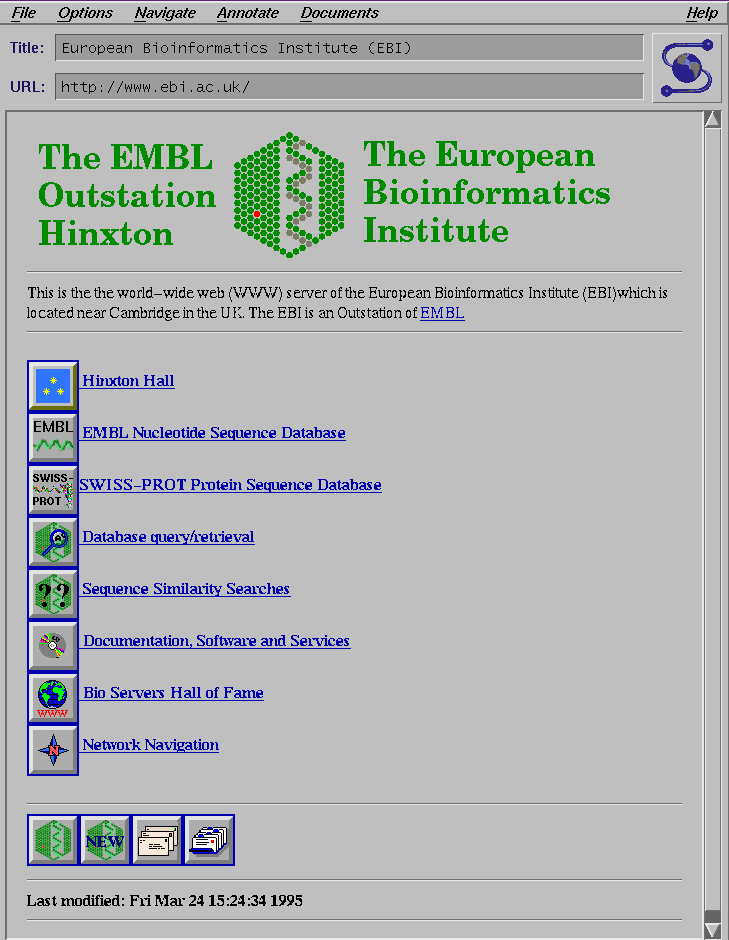 File Options Navigate Annotate Documents Help
Title: European Bioinformatics Institute (EBI)
URL: http://www.ebi.ac.uk/
The EMBL
Outstation
Hinxton
The European
Bioinformatics
Institute
This is the the world-wide web (WWW) server of the European Bioinformatics Institute (EBI)which is
located near Cambridge in the UK. The EBI is an Outstation of EMBL
Hinxton Hall
EMBL
EMBL Nucleotide Sequence Database
SWISS-
PROT
SWISS-PROT Protein Sequence Database
Database query/retrieval
??
Sequence Similarity Searches
CD
Documentation, Software and Services
WWW
Bio Servers Hall of Fame
N
Network Navigation
NEW
Last modified: Fri Mar 24 15:24:34 1995